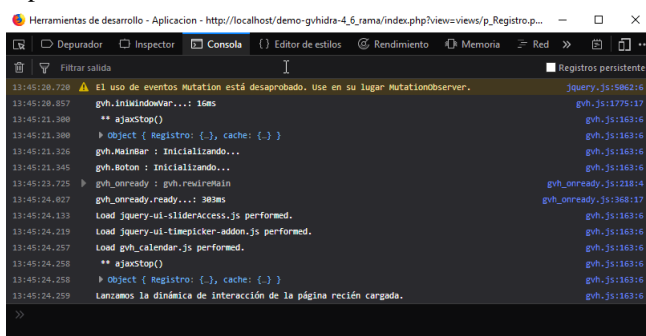 Herramientas de desarrollo - Aplicacion - http://localhost/demo-gvhidra-4_6_rama/index.php?view=views/p_Registro.p...
Depurador Inspector Consola {} Editor de estilos Rendimiento Memoria Red »
Filtrar salida Registros persistente
13:45:20.720 El uso de eventos Mutation está desaprobado. Use en su lugar MutationObserver. jquery.js:5062:6
13:45:20.857 gvh.iniWindowVar...: 16ms gvh.js:1775:17
13:45:21.300 ** ajaxStop() gvh.js:163:6
13:45:21.300 Object { Registro: {…}, cache: {…} } gvh.js:163:6
13:45:21.326 gvh.MainBar : Inicializando... gvh.js:163:6
13:45:21.345 gvh.Boton : Inicializando... gvh.js:163:6
13:45:23.725 gvh_onready : gvh.rewireMain gvh_onready.js:218:4
13:45:24.027 gvh_onready.ready...: 303ms gvh_onready.js:368:17
13:45:24.133 Load jquery-ui-sliderAccess.js performed. gvh.js:163:6
13:45:24.219 Load jquery-ui-timepicker-addon.js performed. gvh.js:163:6
13:45:24.257 Load gvh_calendar.js performed. gvh.js:163:6
13:45:24.258 ** ajaxStop() gvh.js:163:6
13:45:24.258 Object { Registro: {…}, cache: {…} } gvh.js:163:6
13:45:24.259 Lanzamos la dinámica de interacción de la página recién cargada. gvh.js:163:6
»